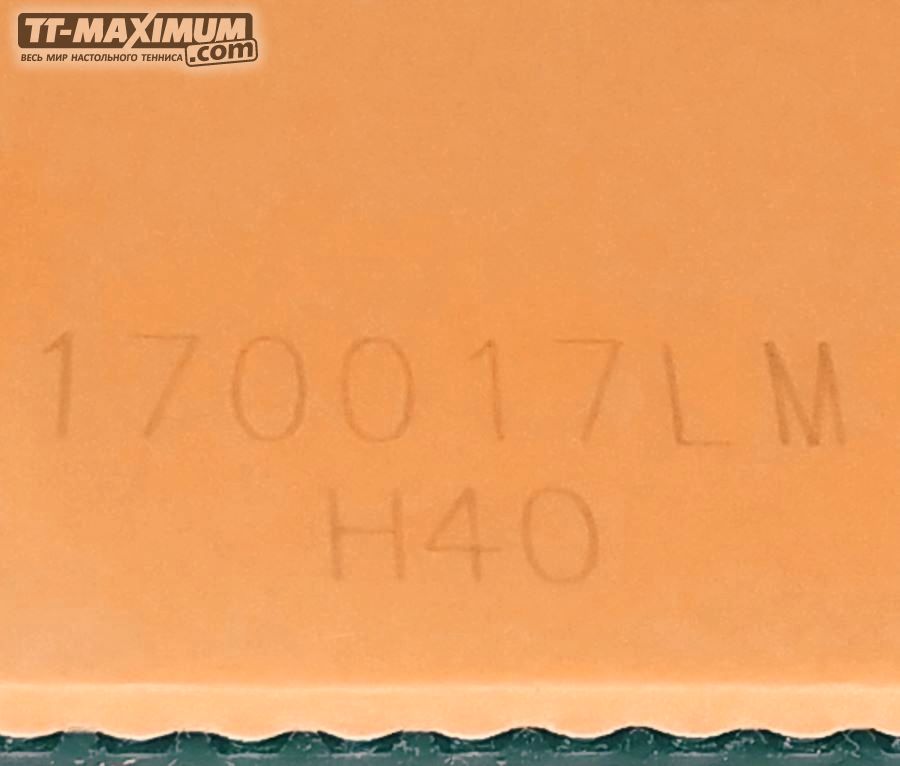 TT-MAXIMUM
.com
ВЕСЬ МИР НАСТОЛЬНОГО ТЕННИСА
170017LM
H40